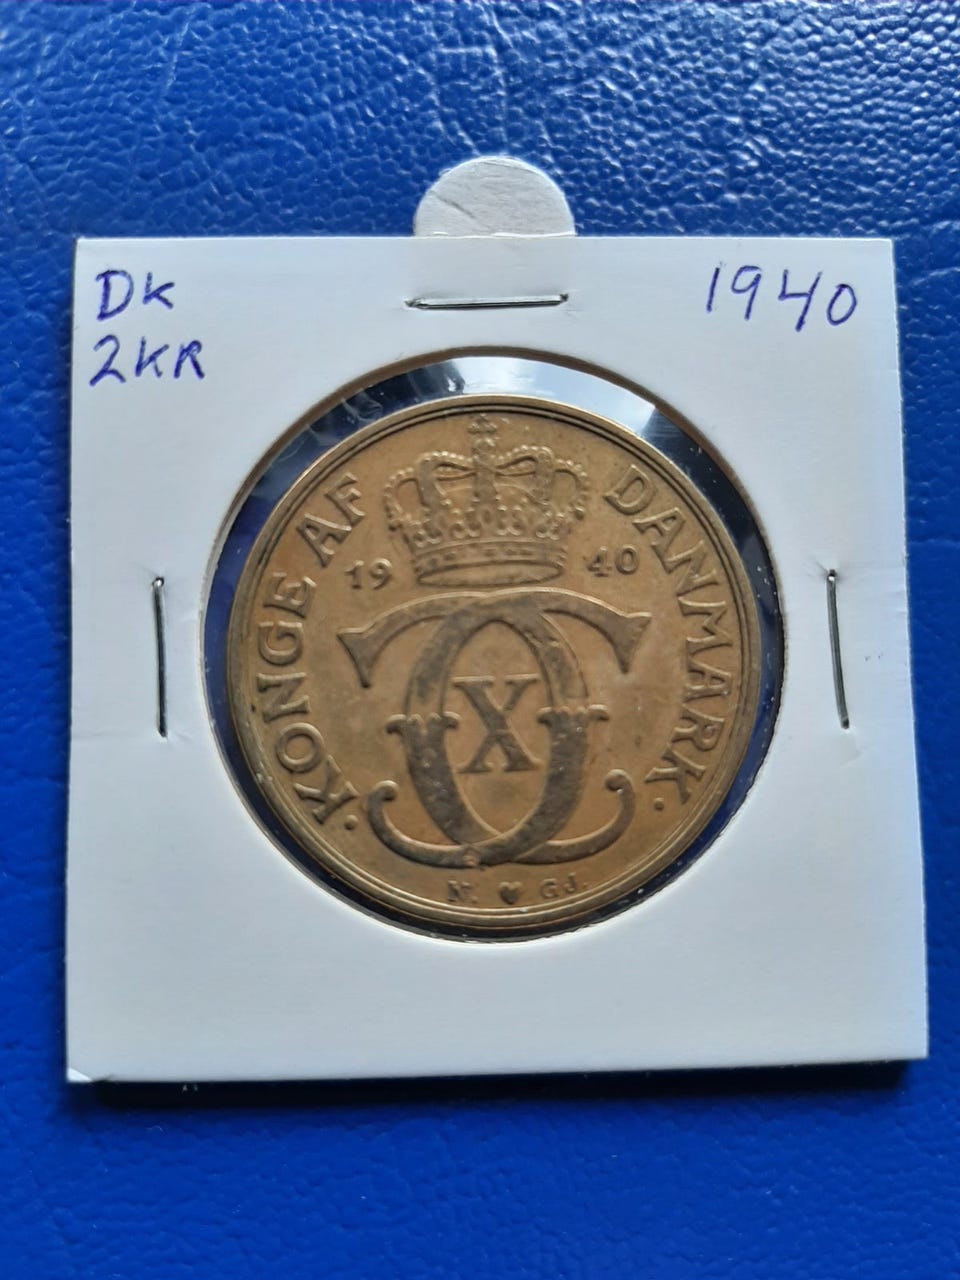 DK 1940
2KR
· KONGE AF DANMARK ·
19 40
C X C
N. ♥ GJ.